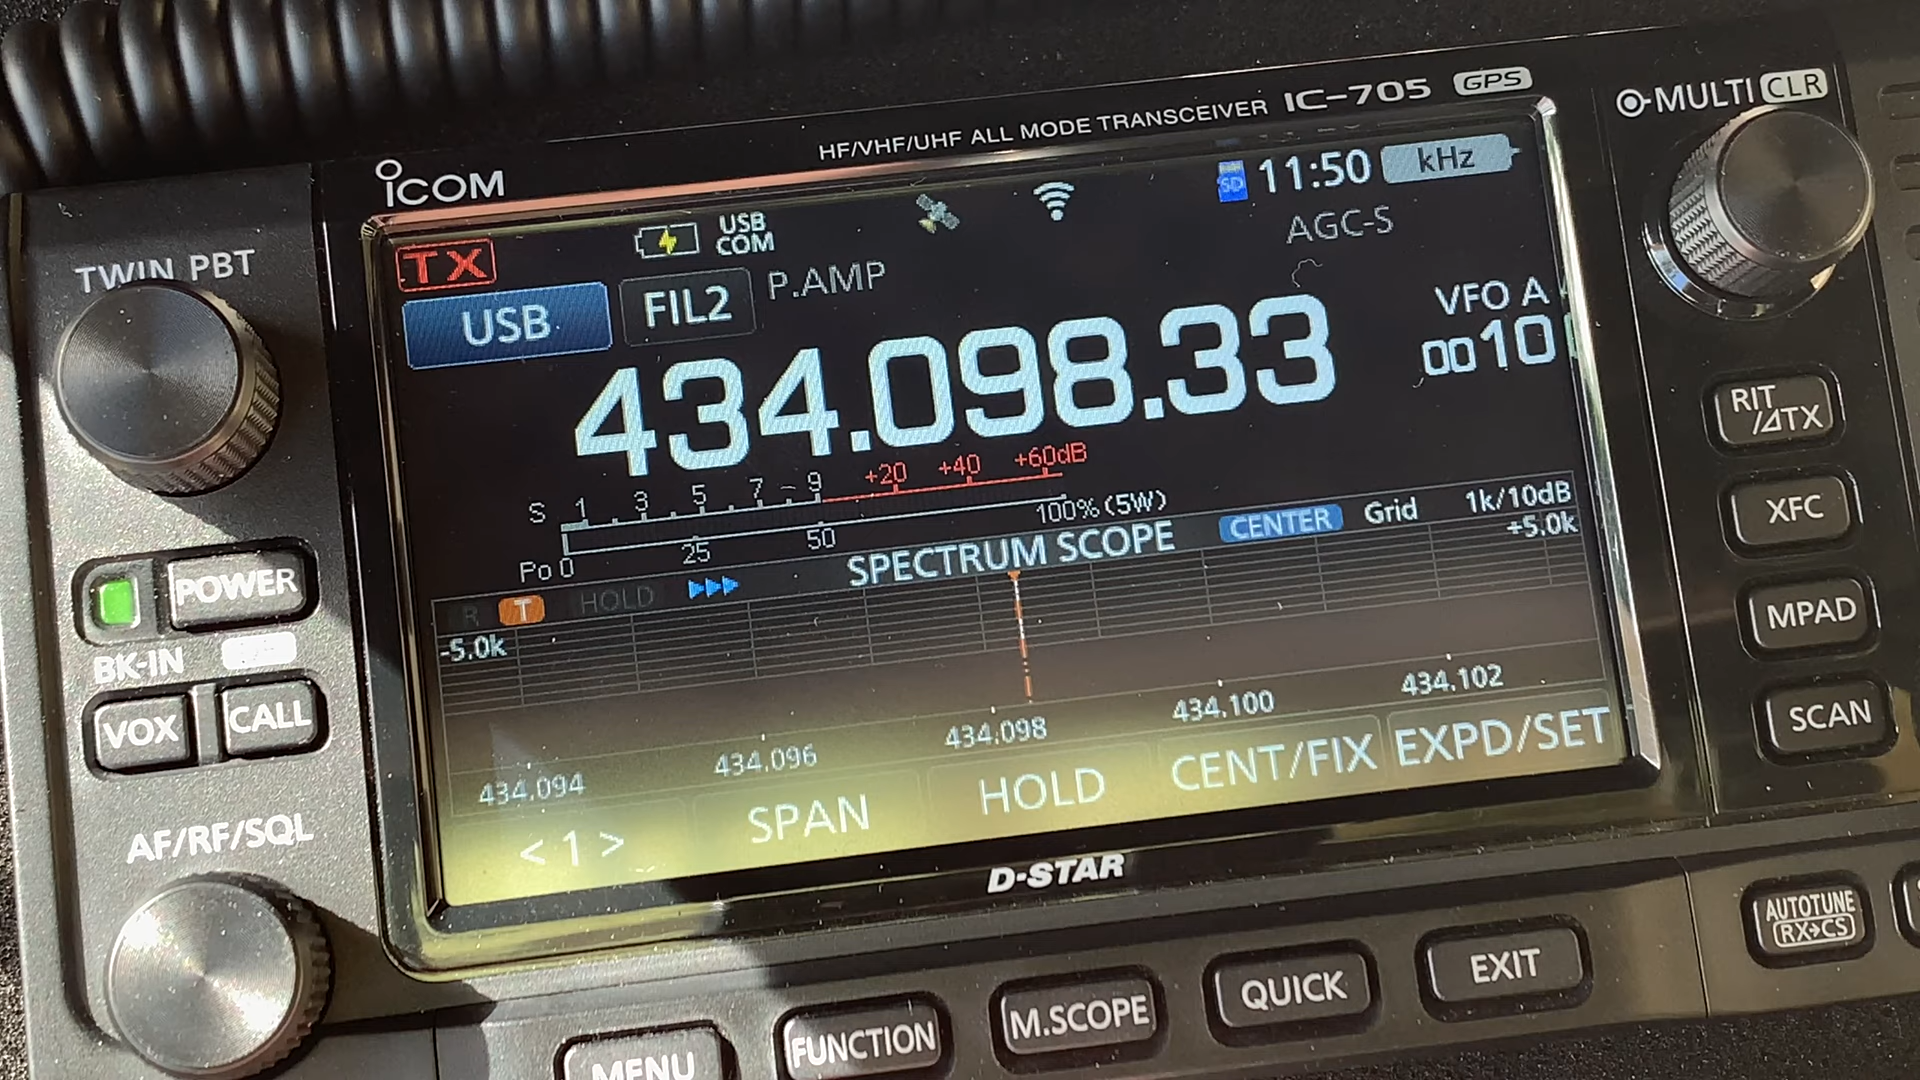 HF/VHF/UHF ALL MODE TRANSCEIVER IC-705 GPS
MULTI CLR
ICOM
TWIN PBT
TX
USB
COM
SD
11:50
kHz
AGC-S
USB
FIL2
P.AMP
434.098.33
VFO A
0010
S 1 3 5 7 9 +20 +40 +60dB
Po 0 25 50 100% (5W)
SPECTRUM SCOPE CENTER Grid 1k/10dB
R T HOLD
-5.0k
+5.0k
434.094 434.096 434.098 434.100 434.102
< 1 > SPAN HOLD CENT/FIX EXPD/SET
D-STAR
POWER
BK-IN
VOX
CALL
AF/RF/SQL
RIT
/⊿TX
XFC
MPAD
SCAN
AUTOTUNE
RX→CS
MENU
FUNCTION
M.SCOPE
QUICK
EXIT